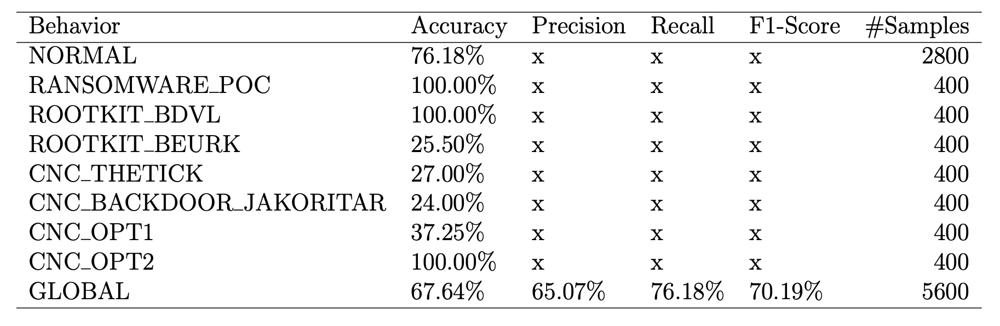 Behavior Accuracy Precision Recall F1-Score #Samples
NORMAL 76.18% x x x 2800
RANSOMWARE_POC 100.00% x x x 400
ROOTKIT_BDVL 100.00% x x x 400
ROOTKIT_BEURK 25.50% x x x 400
CNC_THETICK 27.00% x x x 400
CNC_BACKDOOR_JAKORITAR 24.00% x x x 400
CNC_OPT1 37.25% x x x 400
CNC_OPT2 100.00% x x x 400
GLOBAL 67.64% 65.07% 76.18% 70.19% 5600